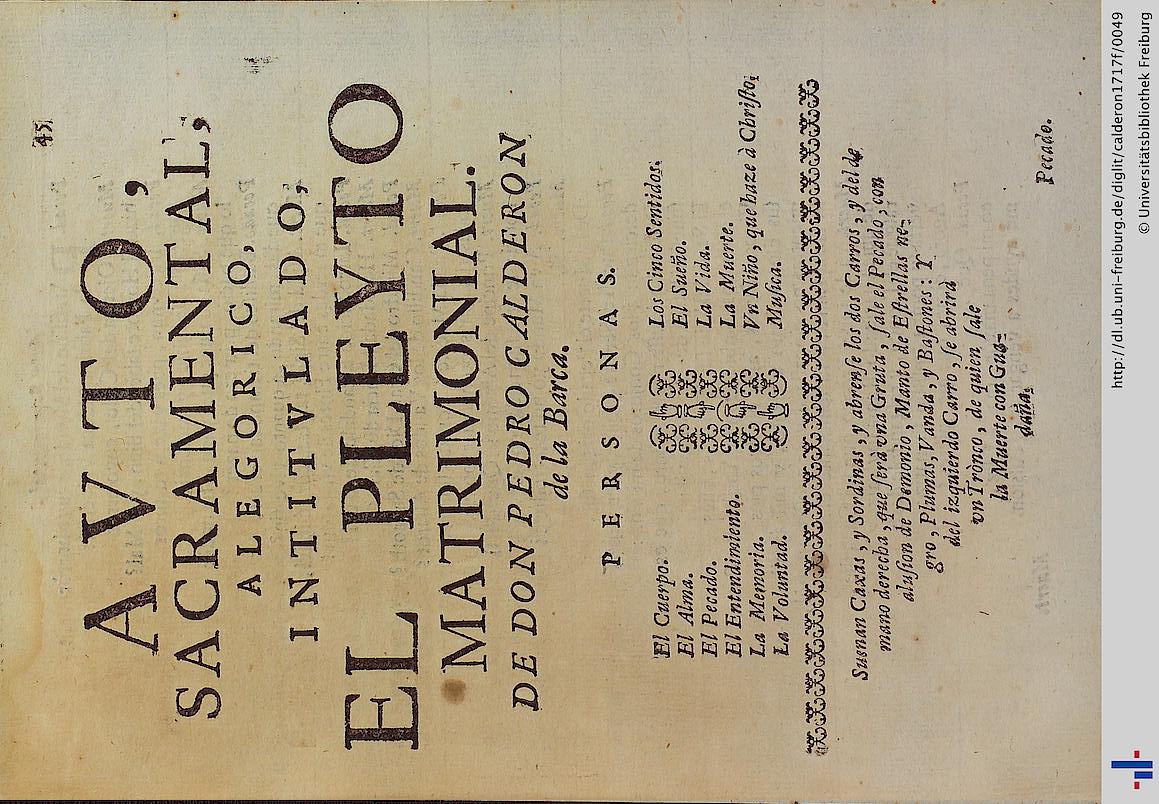 45
AVTO,
SACRAMENTAL,
ALEGORICO,
INTITVLADO,
EL PLEYTO
MATRIMONIAL.
DE DON PEDRO CALDERON
de la Barca.
PERSONAS.
El Cuerpo.
El Alma.
El Pecado.
El Entendimiento.
La Memoria.
La Voluntad.
Los Cinco Sentidos.
El Sueño.
La Vida.
La Muerte.
Vn Niño, que haze à Chriſto.
Muſica.
Suenan Caxas, y Sordinas, y abrenſe los dos Carros, y del de
mano derecha, que ſerà vna Gruta, ſale el Pecado, con
aluſion de Demonio, Manto de Eſtrellas ne-
gro, Plumas, Vanda, y Baſtones: Y
del izquierdo Carro, ſe abrirà
vn Tronco, de quien ſale
la Muerte con Gua-
daña.
Pecado.
http://dl.ub.uni-freiburg.de/diglit/calderon1717f/0049
© Universitätsbibliothek Freiburg